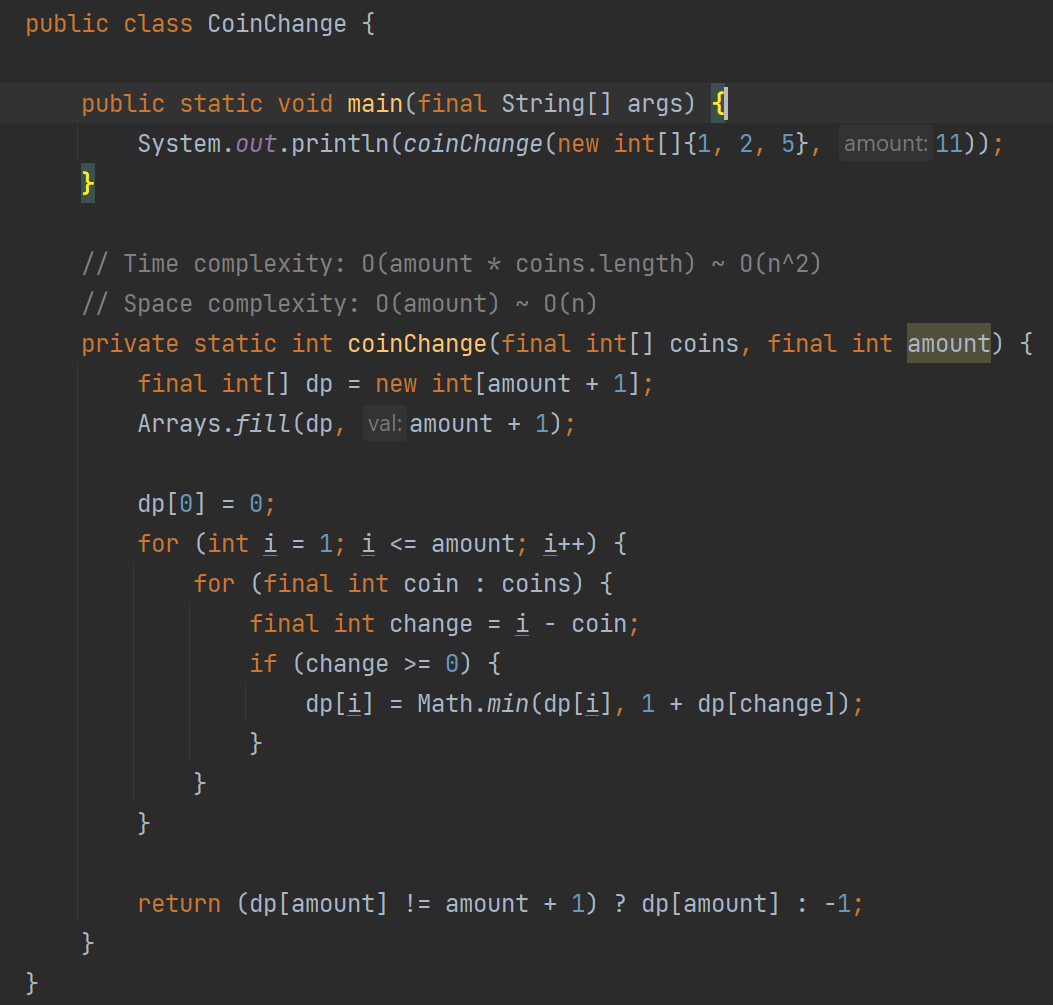 public class CoinChange {
public static void main(final String[] args) {
System.out.println(coinChange(new int[]{1, 2, 5}, amount: 11));
}
// Time complexity: O(amount * coins.length) ~ O(n^2)
// Space complexity: O(amount) ~ O(n)
private static int coinChange(final int[] coins, final int amount) {
final int[] dp = new int[amount + 1];
Arrays.fill(dp, val: amount + 1);
dp[0] = 0;
for (int i = 1; i <= amount; i++) {
for (final int coin : coins) {
final int change = i - coin;
if (change >= 0) {
dp[i] = Math.min(dp[i], 1 + dp[change]);
}
}
}
return (dp[amount] != amount + 1) ? dp[amount] : -1;
}
}